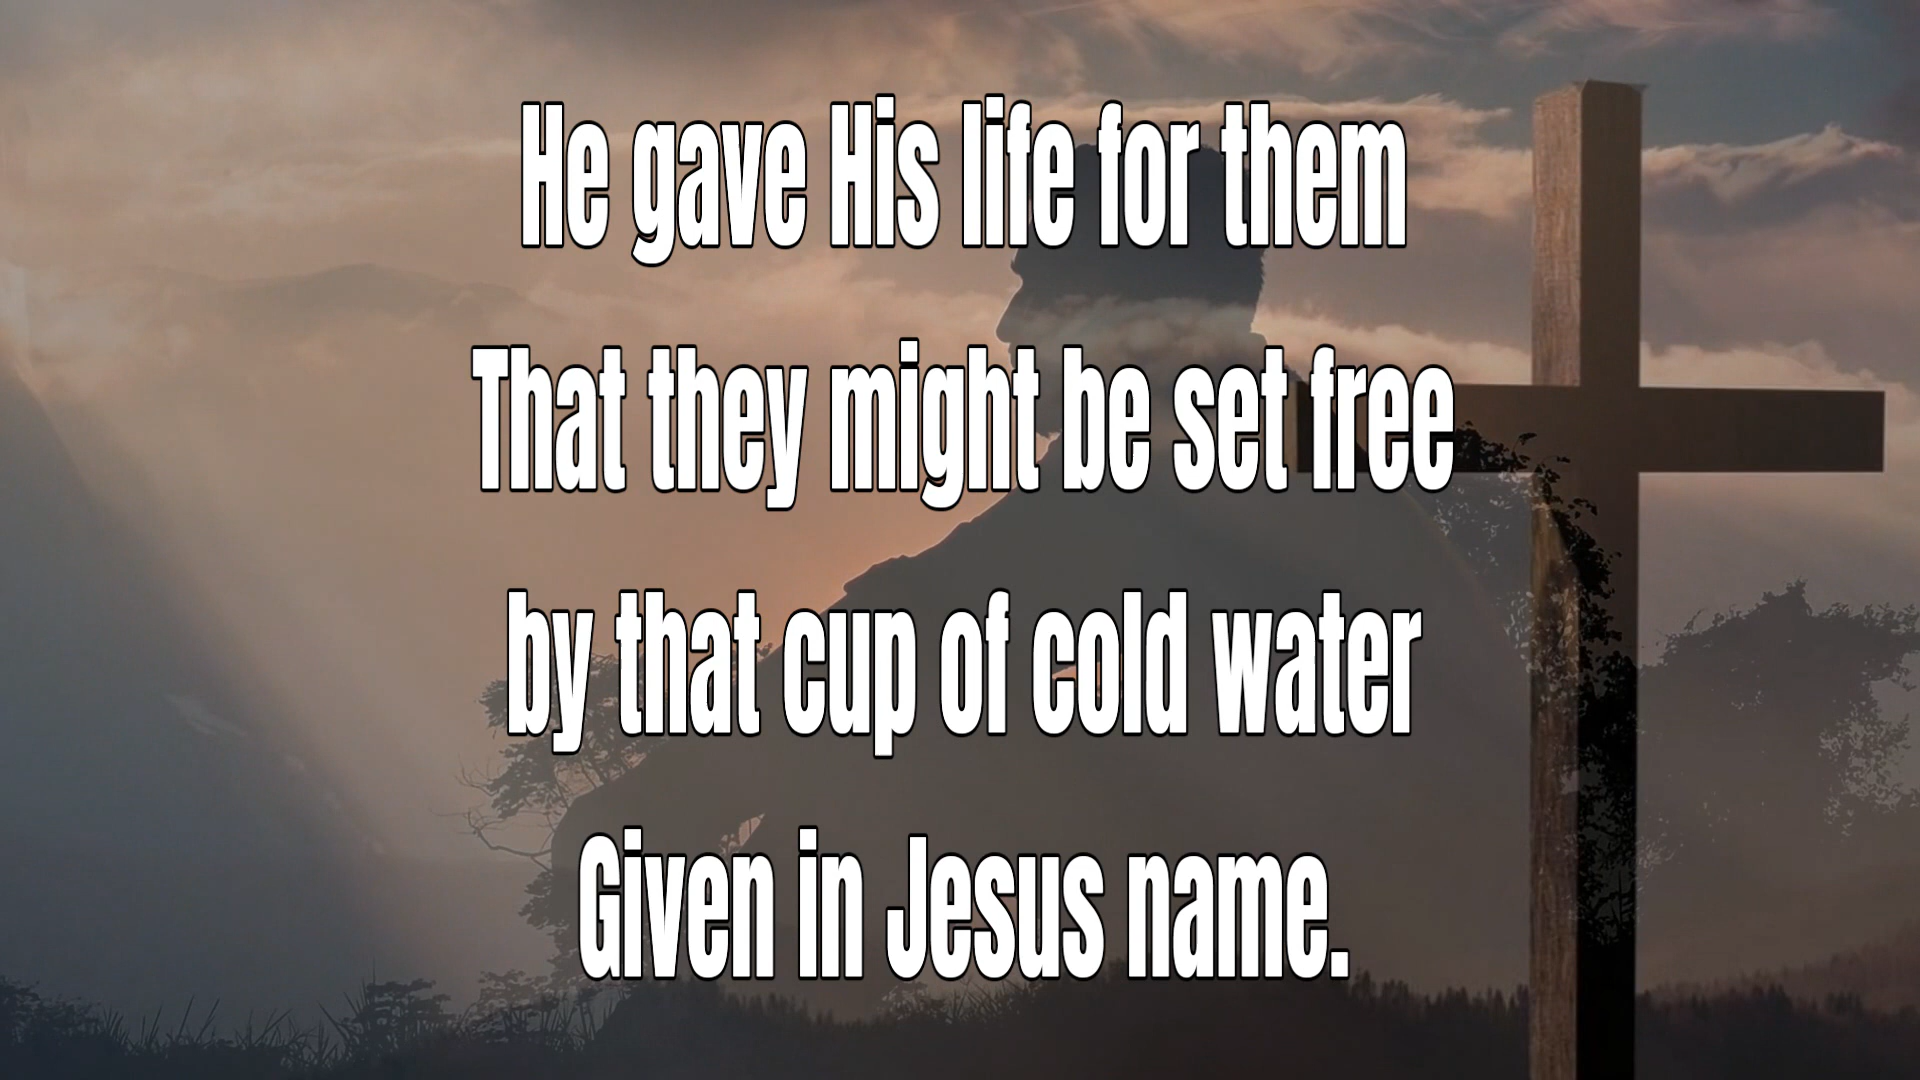 He gave His life for them
That they might be set free
by that cup of cold water
Given in Jesus name.